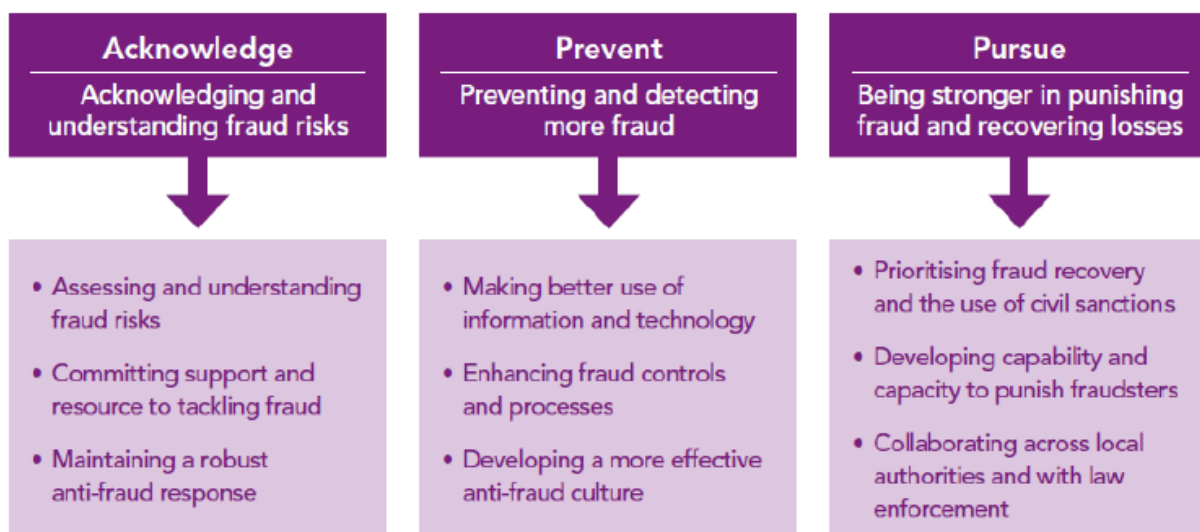 Acknowledge
Acknowledging and
understanding fraud risks
• Assessing and understanding
fraud risks
• Committing support and
resource to tackling fraud
• Maintaining a robust
anti-fraud response
Prevent
Preventing and detecting
more fraud
• Making better use of
information and technology
• Enhancing fraud controls
and processes
• Developing a more effective
anti-fraud culture
Pursue
Being stronger in punishing
fraud and recovering losses
• Prioritising fraud recovery
and the use of civil sanctions
• Developing capability and
capacity to punish fraudsters
• Collaborating across local
authorities and with law
enforcement